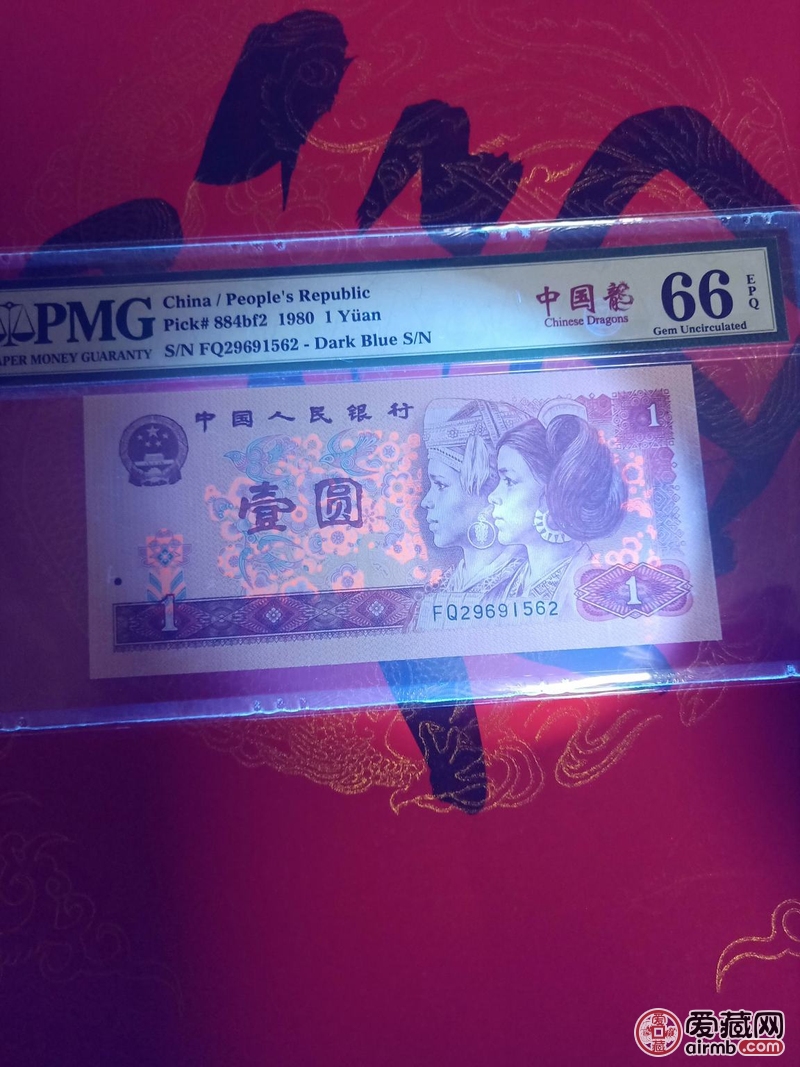 PMG
PAPER MONEY GUARANTY
China / People's Republic
Pick# 884bf2 1980 1 Yüan
S/N FQ29691562 - Dark Blue S/N
中国龍
Chinese Dragons
66
EPQ
Gem Uncirculated
中国人民银行
1
壹圆
1
1
FQ29691562
爱藏网
airmb.com